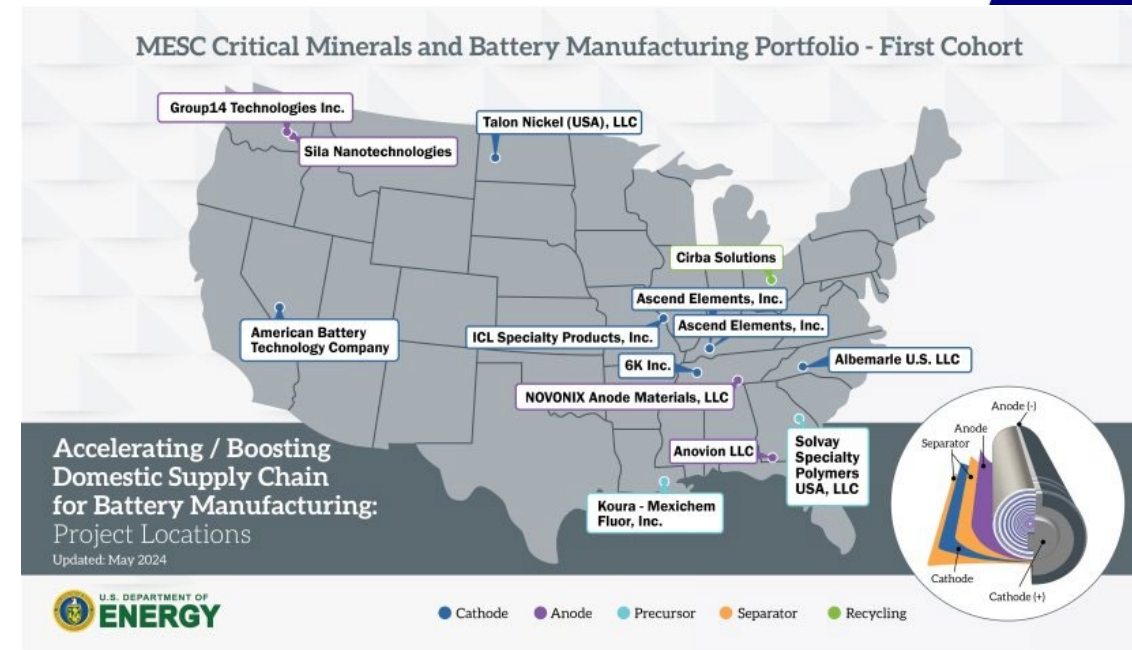 MESC Critical Minerals and Battery Manufacturing Portfolio - First Cohort
Group14 Technologies Inc.
Sila Nanotechnologies
Talon Nickel (USA), LLC
Cirba Solutions
Ascend Elements, Inc.
Ascend Elements, Inc.
ICL Specialty Products, Inc.
American Battery
Technology Company
6K Inc.
Albemarle U.S. LLC
NOVONIX Anode Materials, LLC
Anovion LLC
Solvay
Specialty
Polymers
USA, LLC
Koura - Mexichem
Fluor, Inc.
Accelerating / Boosting
Domestic Supply Chain
for Battery Manufacturing:
Project Locations
Updated: May 2024
Anode (-)
Anode
Separator
Cathode
Cathode (+)
U.S. DEPARTMENT OF
ENERGY
Cathode
Anode
Precursor
Separator
Recycling